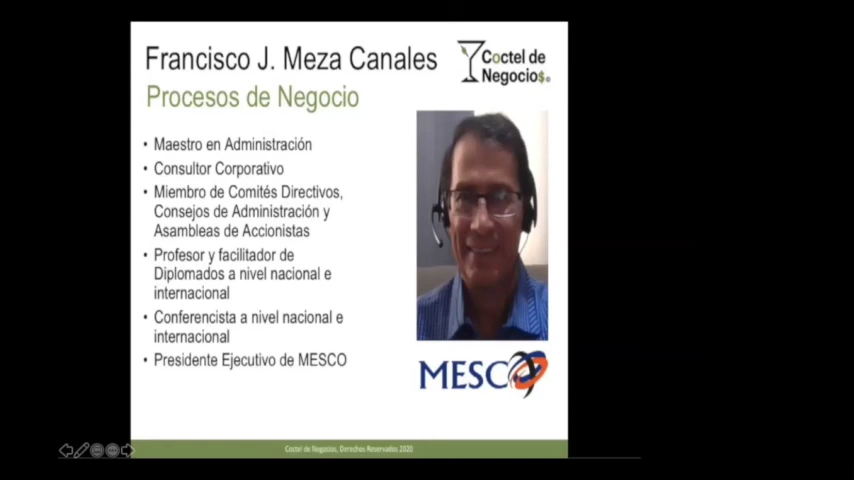 Francisco J. Meza Canales
Procesos de Negocio
Coctel de
Negocio$.®
• Maestro en Administración
• Consultor Corporativo
• Miembro de Comités Directivos,
Consejos de Administración y
Asambleas de Accionistas
• Profesor y facilitador de
Diplomados a nivel nacional e
internacional
• Conferencista a nivel nacional e
internacional
• Presidente Ejecutivo de MESCO
MESCO
Coctel de Negocios, Derechos Reservados 2020